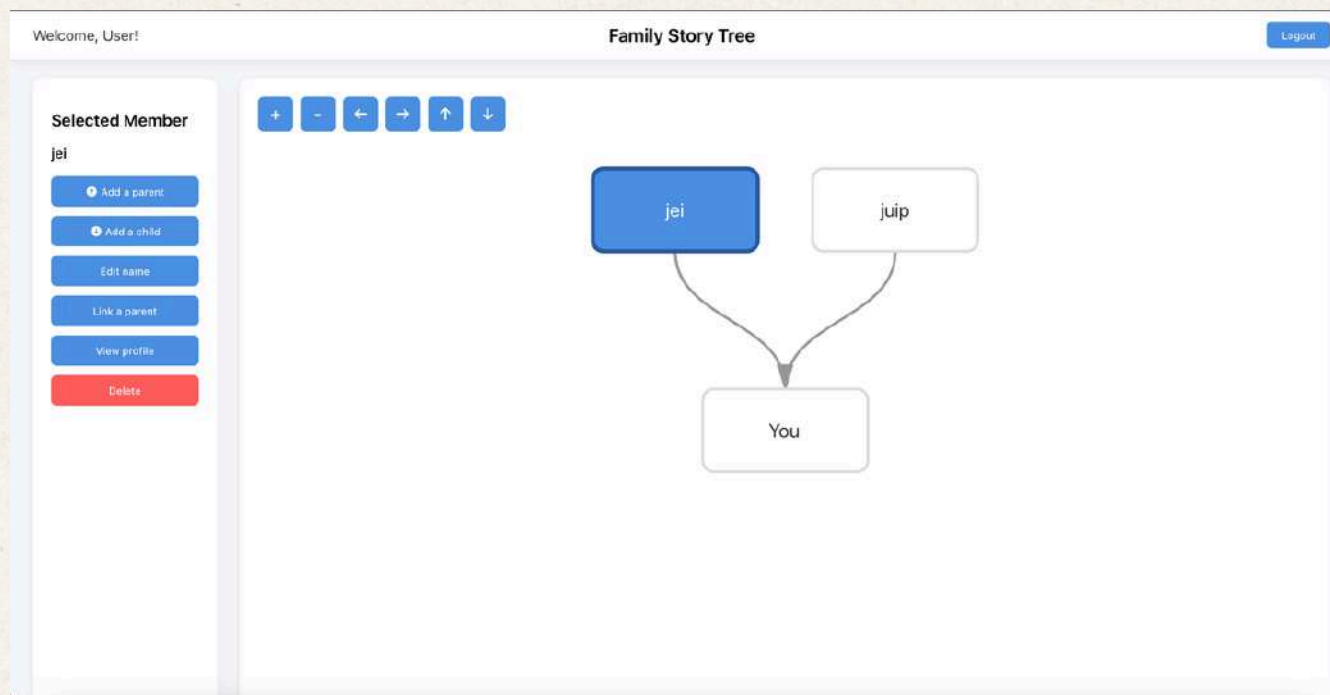 Welcome, User!
Family Story Tree
Logout
Selected Member
jei
Add a parent
Add a child
Edit name
Link a parent
View profile
Delete
+
-
←
→
↑
↓
jei
juip
You